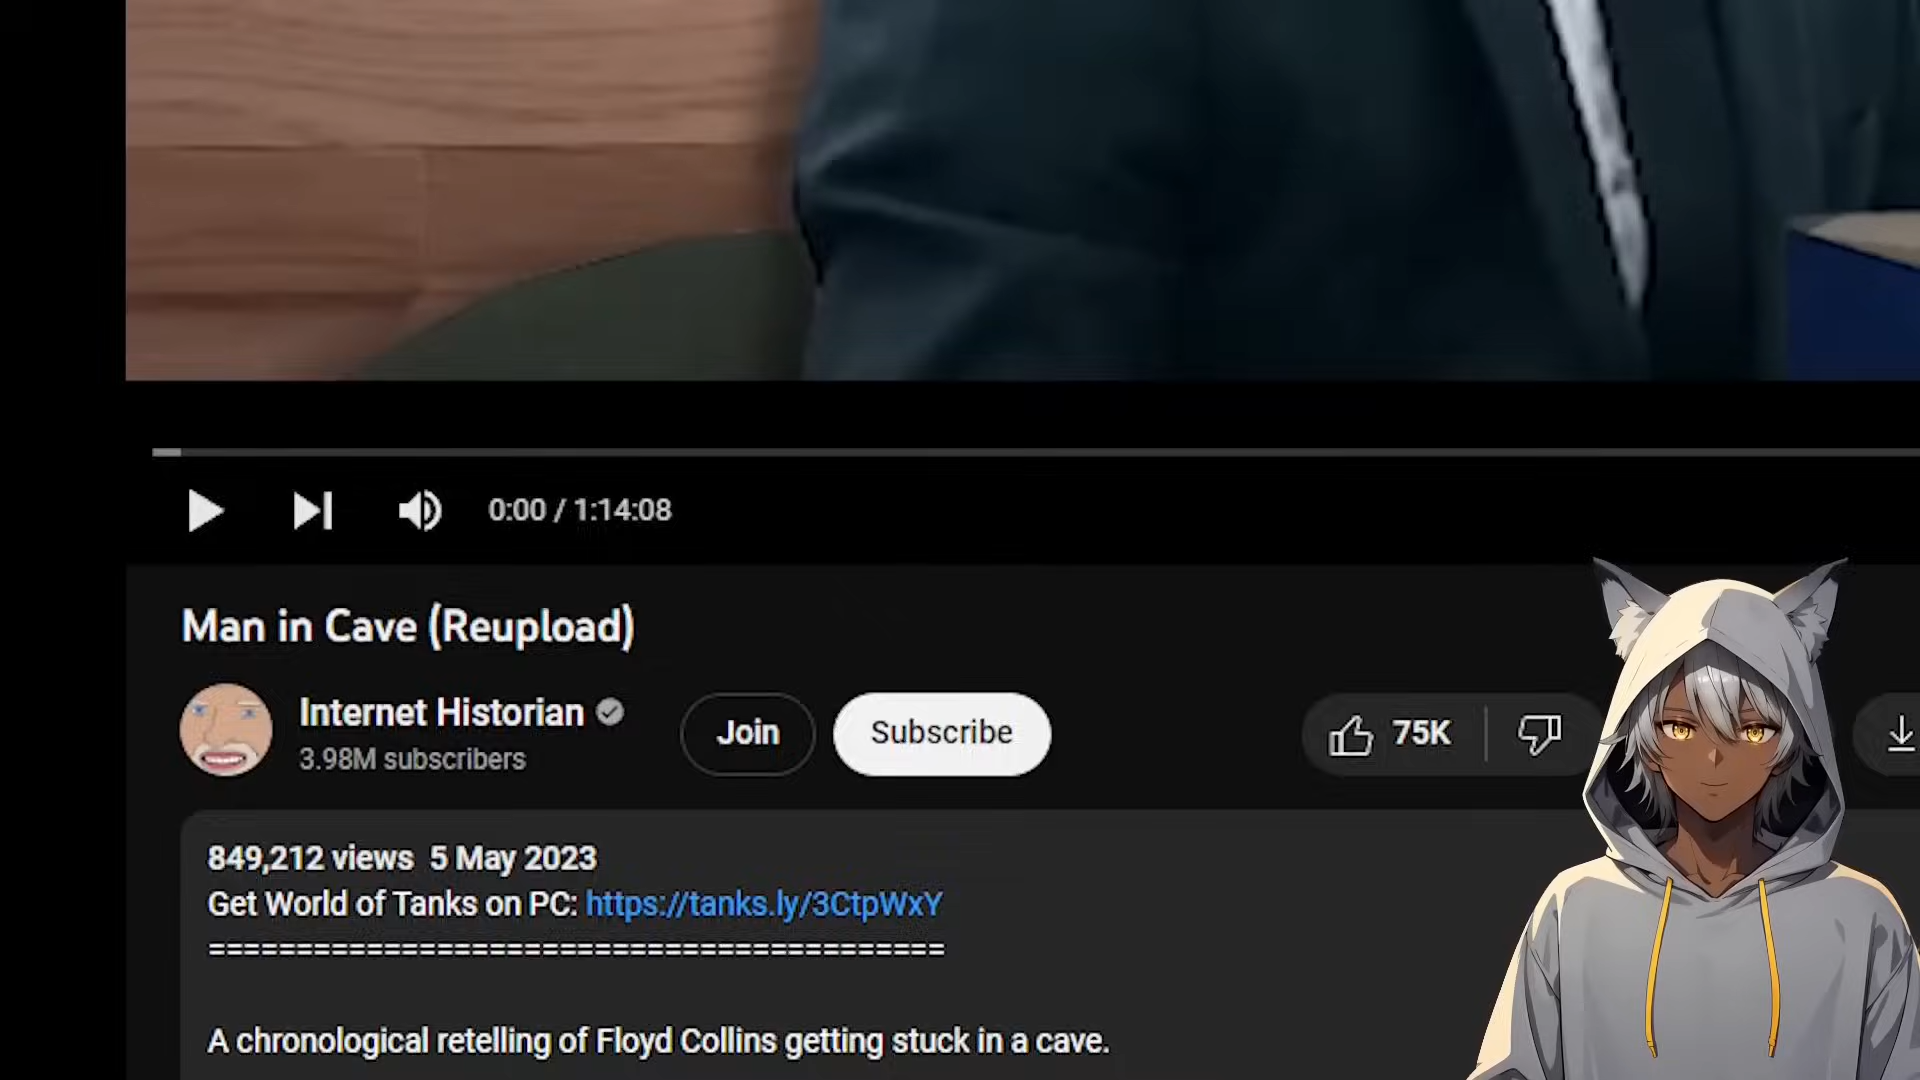 0:00 / 1:14:08
Man in Cave (Reupload)
Internet Historian
3.98M subscribers
Join
Subscribe
75K
849,212 views 5 May 2023
Get World of Tanks on PC: https://tanks.ly/3CtpWxY
==========================================
A chronological retelling of Floyd Collins getting stuck in a cave.